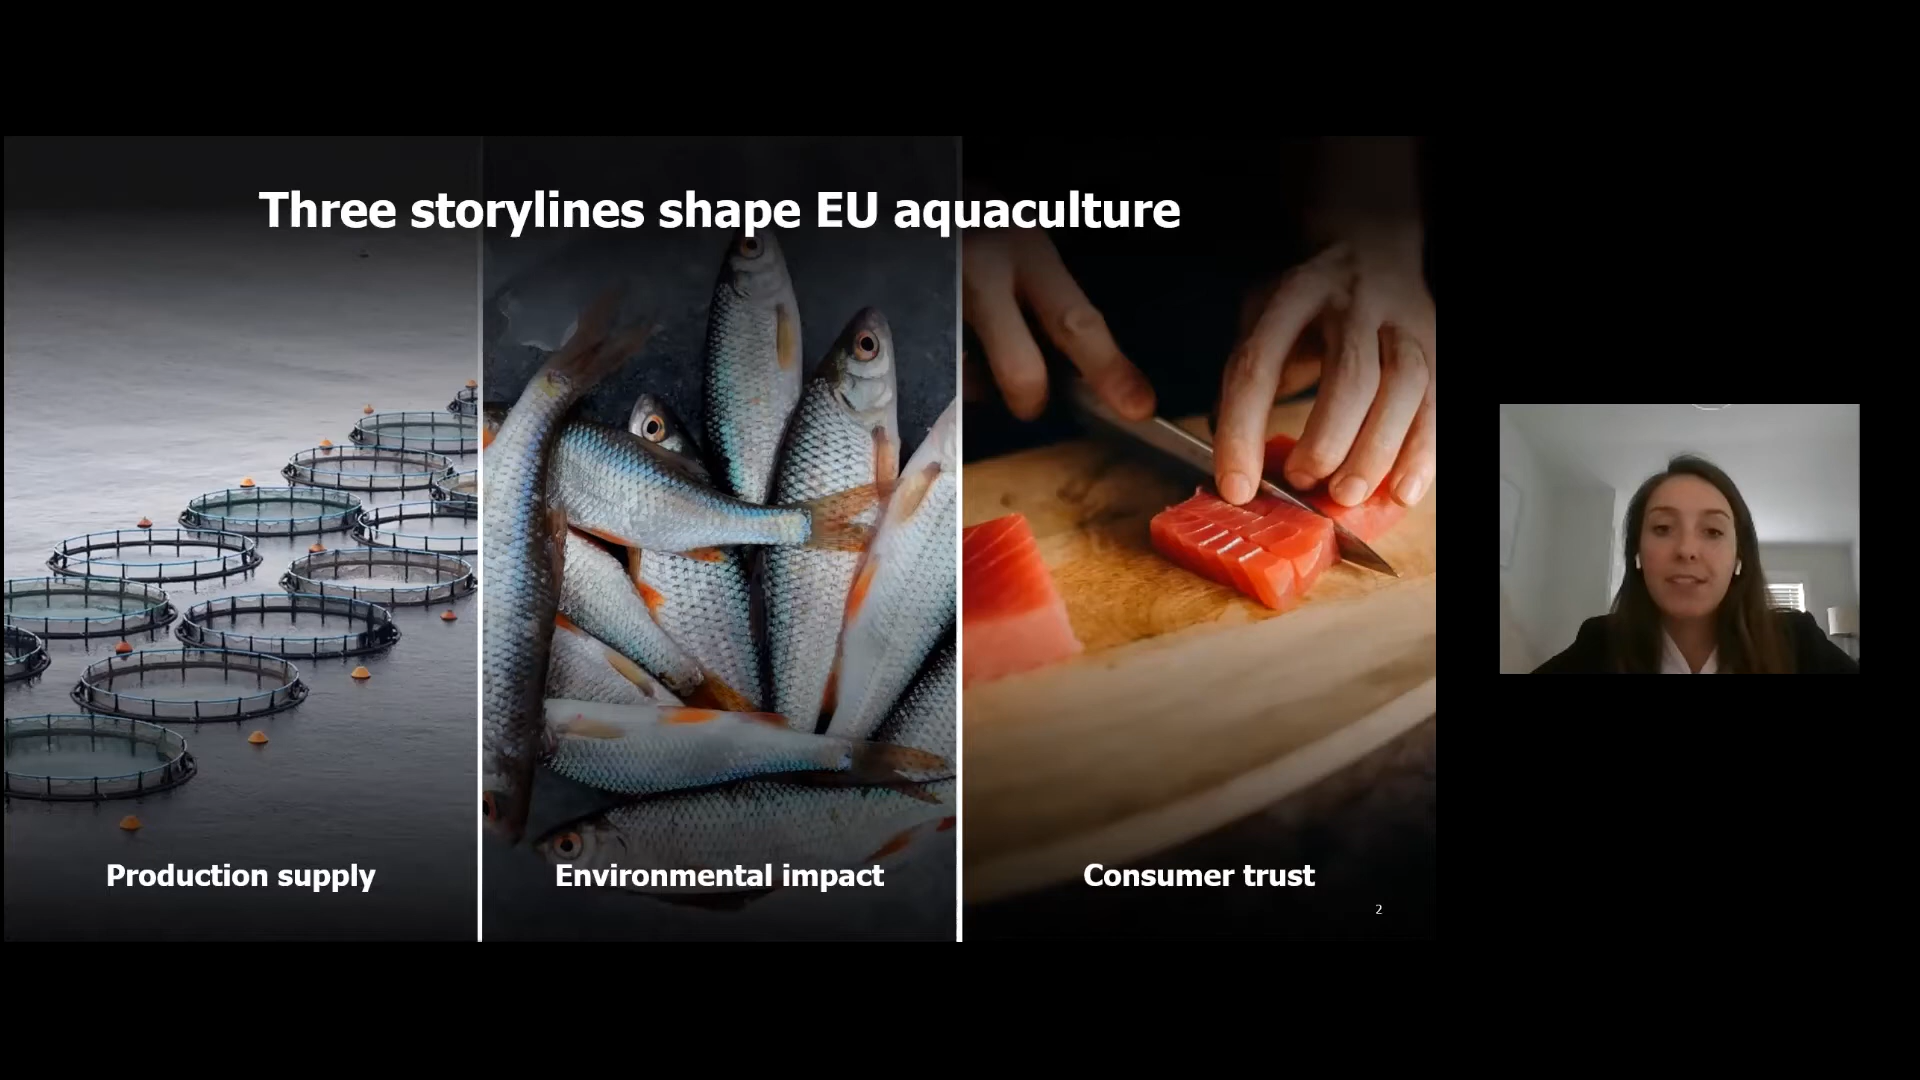 Three storylines shape EU aquaculture
Production supply
Environmental impact
Consumer trust
2